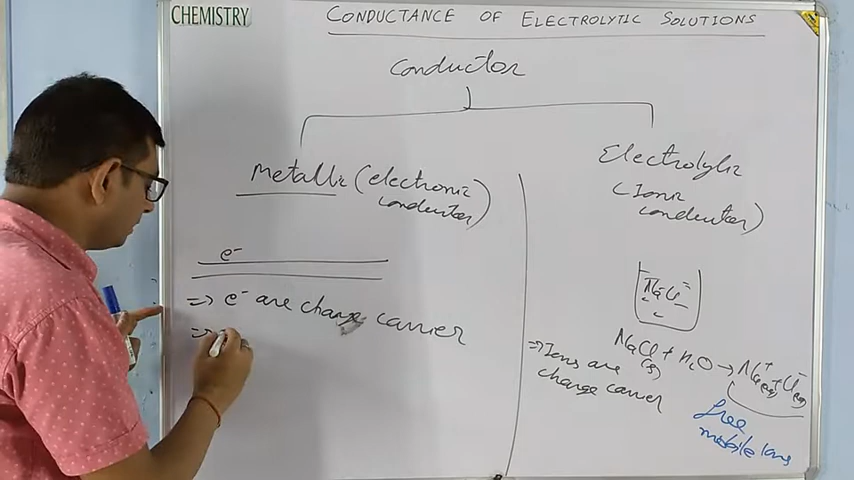 CHEMISTRY
CONDUCTANCE OF ELECTROLYTIC SOLUTIONS
Conductor
Metallic (electronic
conductor)
Electrolytic
(Ionic
conductor)
e⁻
⇒ e⁻ are charge carrier
⇒
NaCl
NaCl + H₂O → Na⁺(aq) + Cl⁻(aq)
(s)
⇒ Ions are
charge carrier
free
mobile Ions